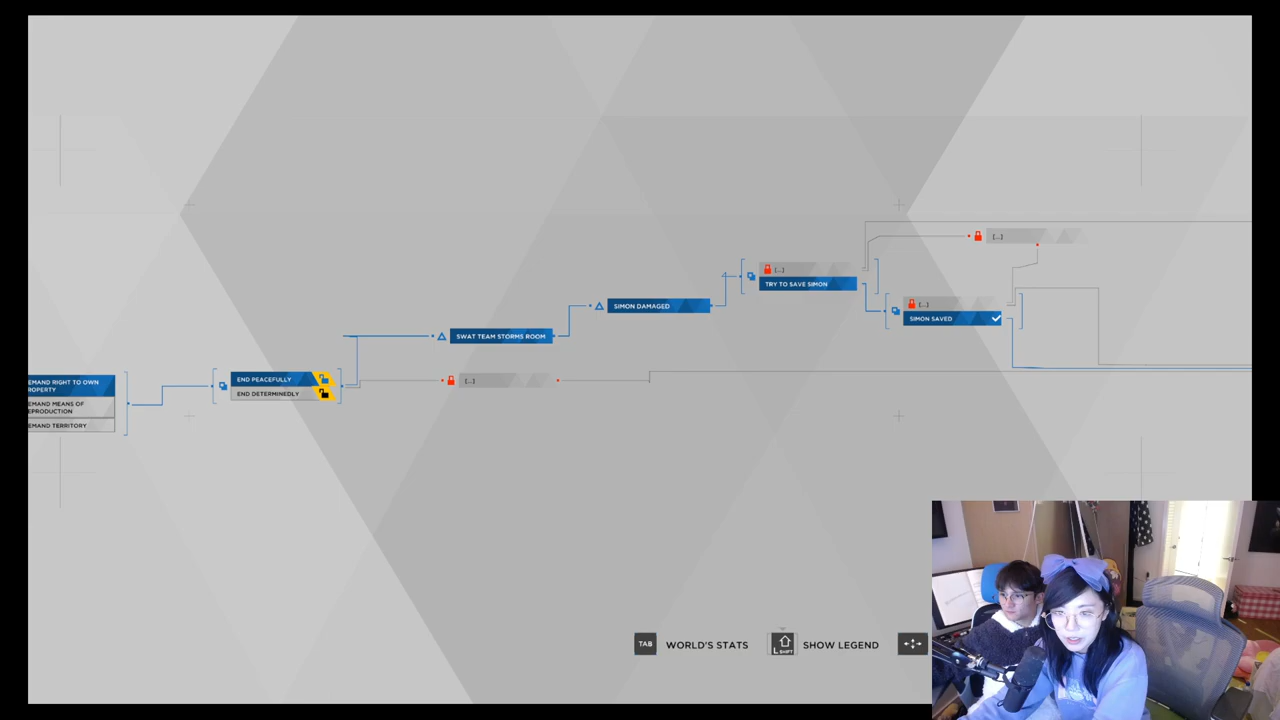 [...]
[...]
TRY TO SAVE SIMON
[...]
SIMON SAVED
SIMON DAMAGED
SWAT TEAM STORMS ROOM
[...]
END PEACEFULLY
END DETERMINEDLY
EMAND RIGHT TO OWN
ROPERTY
EMAND MEANS OF
EPRODUCTION
EMAND TERRITORY
TAB
WORLD'S STATS
L SHIFT
SHOW LEGEND